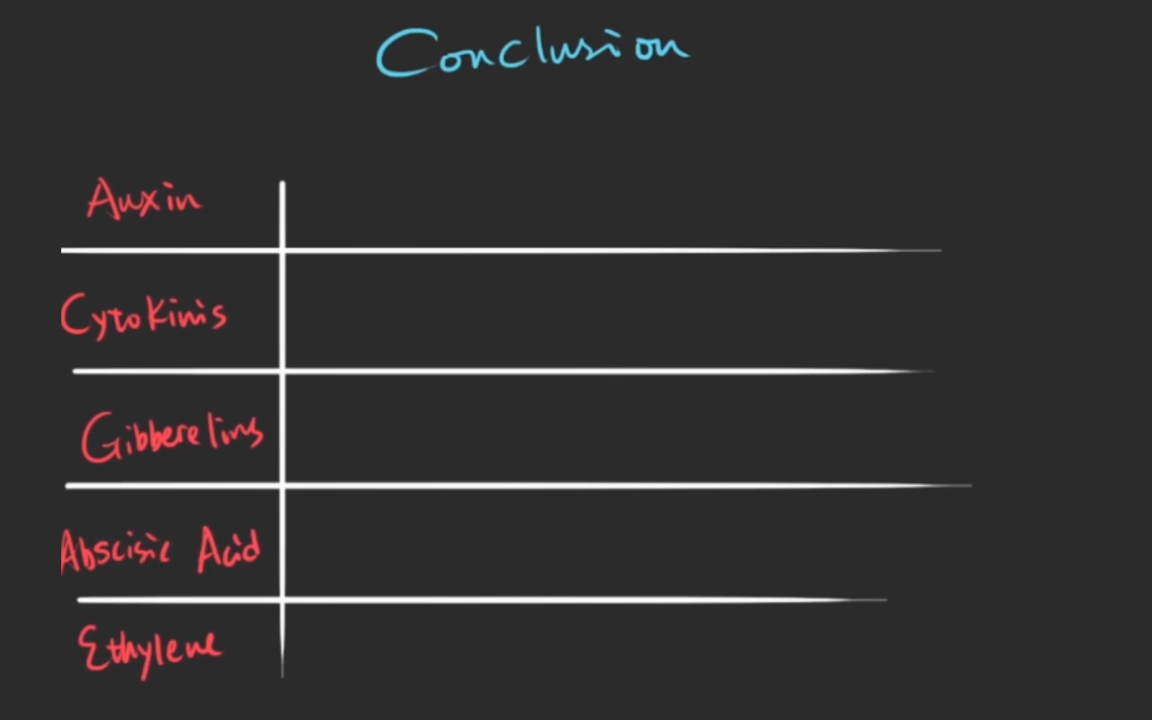 Conclusion
Auxin
Cytokinis
Gibberelins
Abscisic Acid
Ethylene